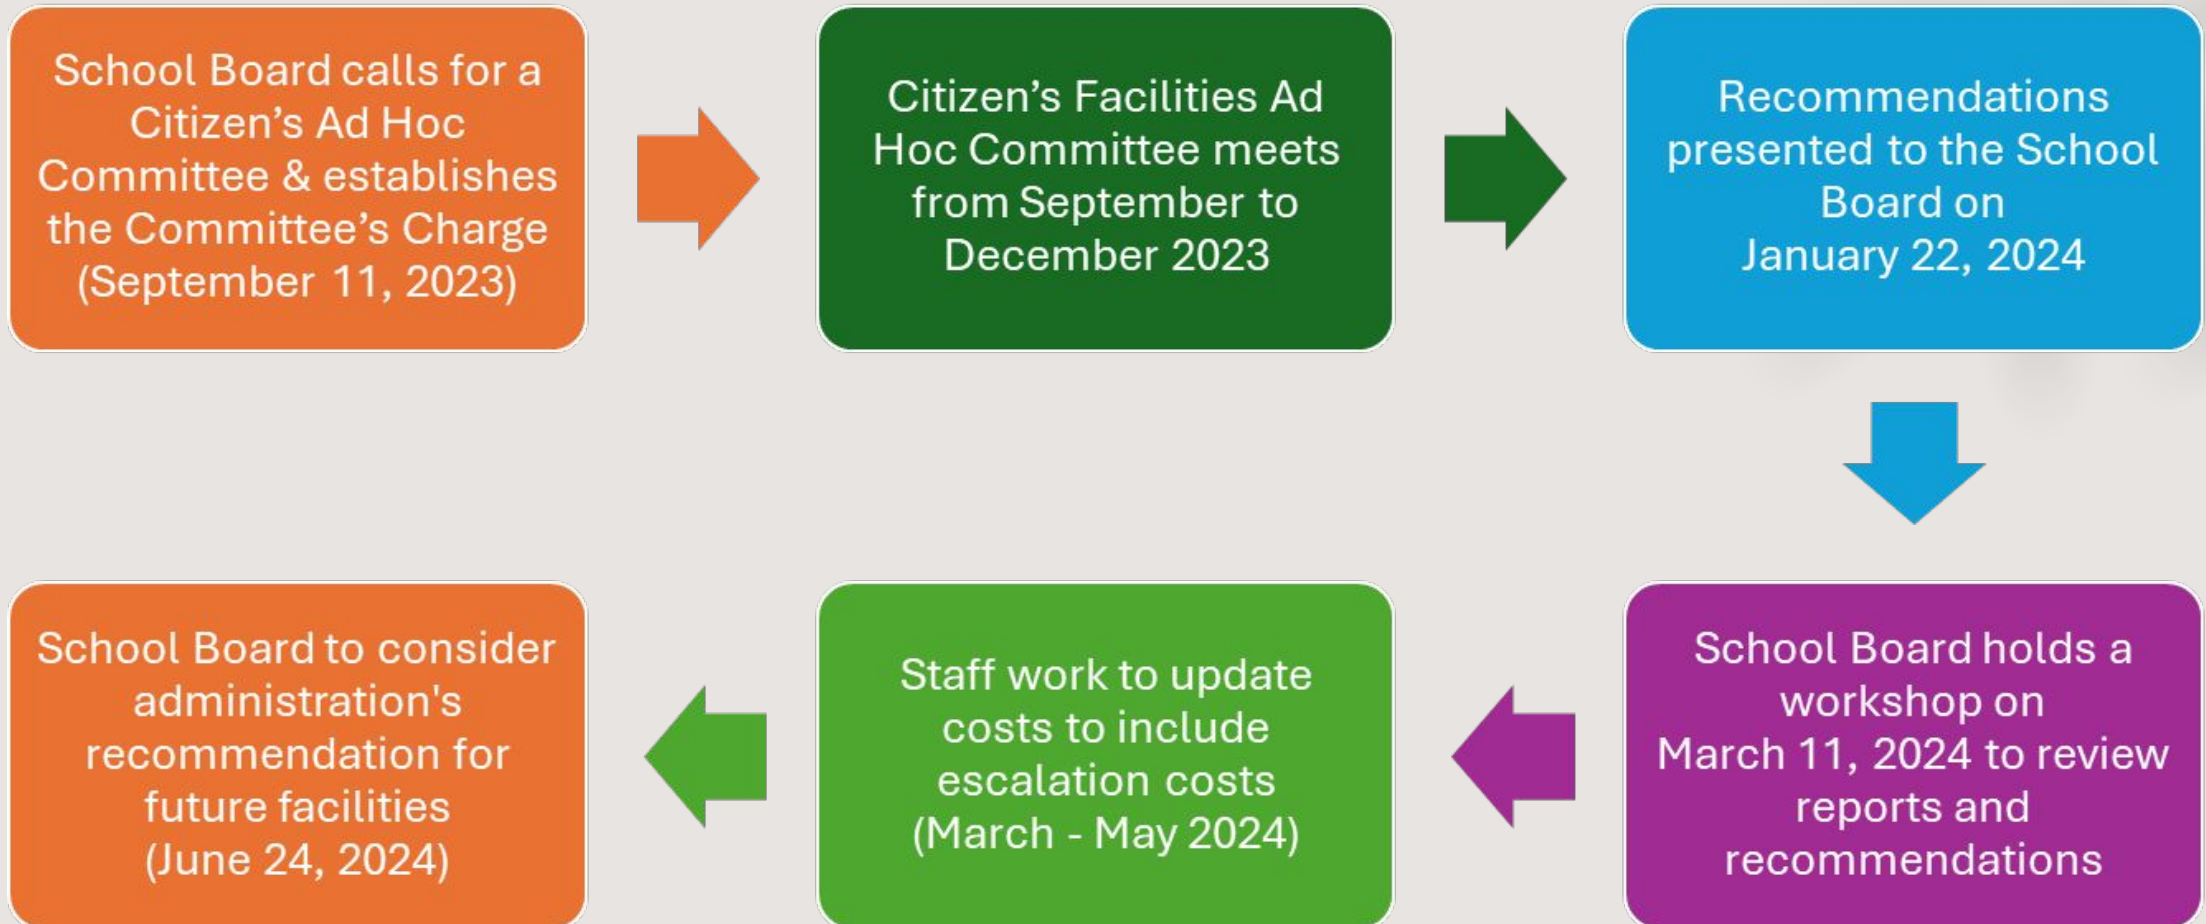 School Board calls for a
Citizen’s Ad Hoc
Committee & establishes
the Committee’s Charge
(September 11, 2023)
Citizen’s Facilities Ad
Hoc Committee meets
from September to
December 2023
Recommendations
presented to the School
Board on
January 22, 2024
School Board holds a
workshop on
March 11, 2024 to review
reports and
recommendations
Staff work to update
costs to include
escalation costs
(March - May 2024)
School Board to consider
administration's
recommendation for
future facilities
(June 24, 2024)